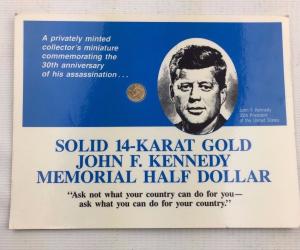 A privately minted
collector's miniature
commemorating the
30th anniversary
of his assassination . . .
John F. Kennedy
35th President
of the United States
SOLID 14-KARAT GOLD
JOHN F. KENNEDY
MEMORIAL HALF DOLLAR
"Ask not what your country can do for you—
ask what you can do for your country."